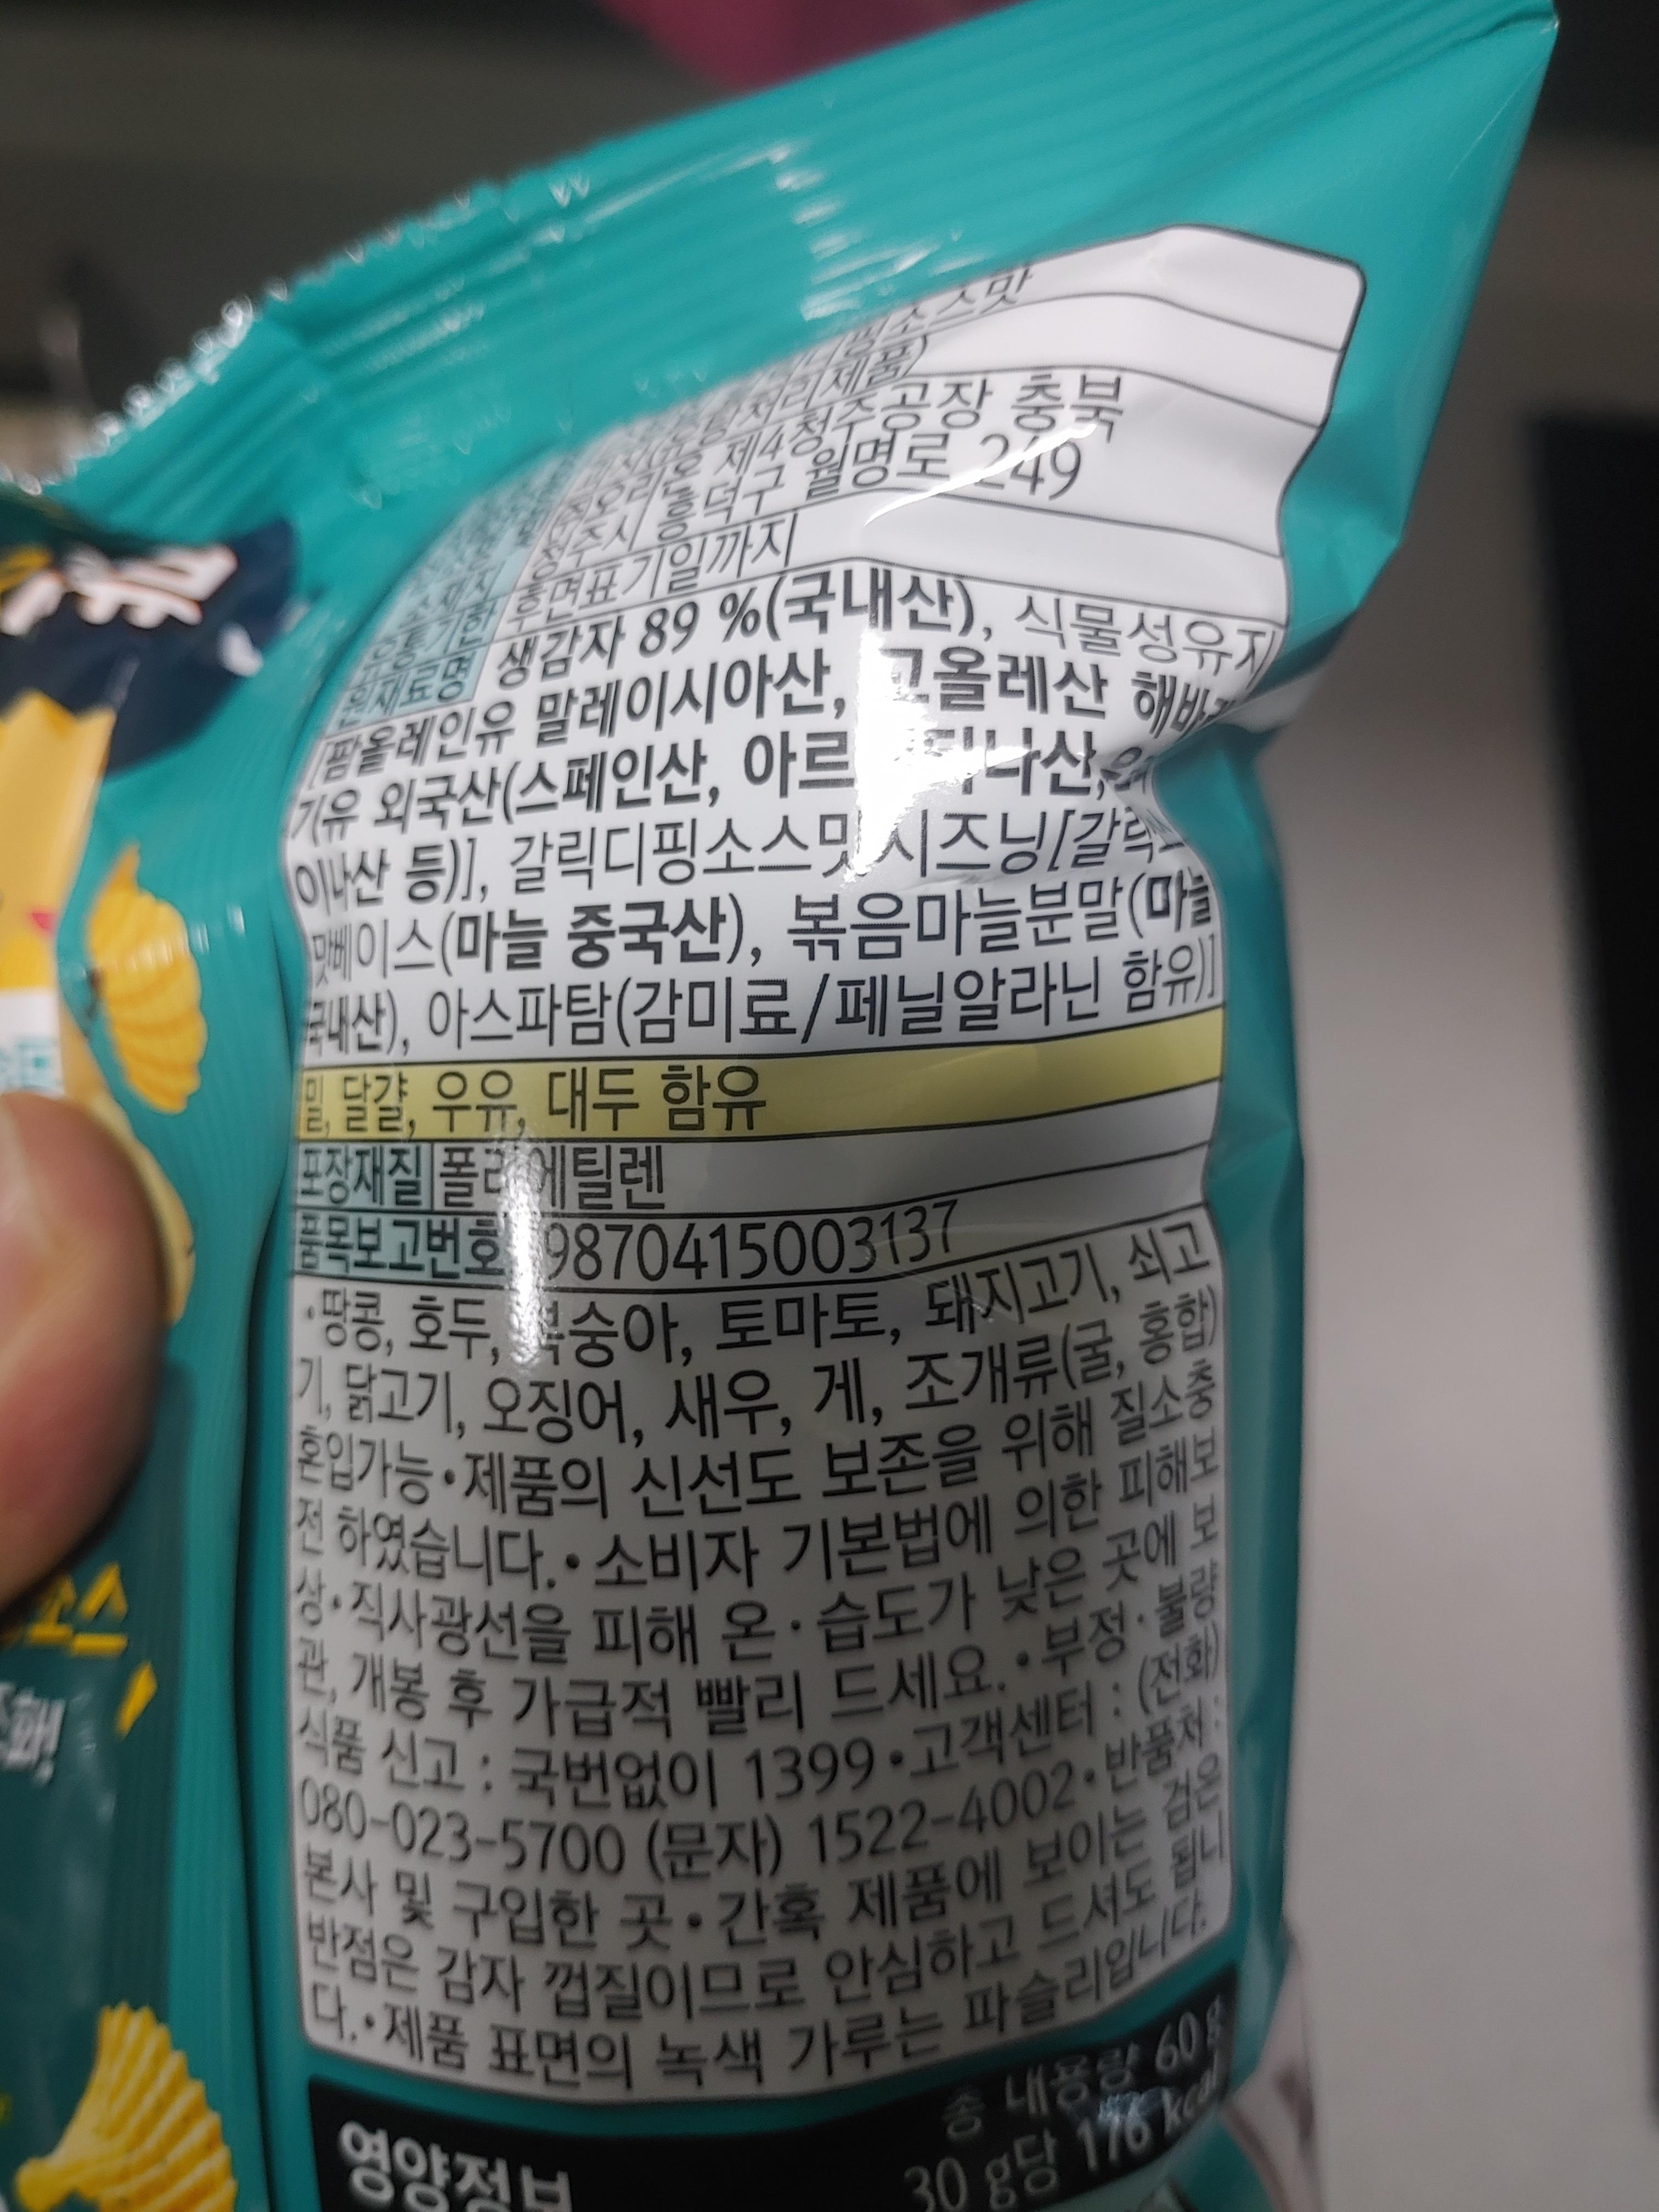 소스맛
제4청주공장 충북
청주시 흥덕구 월명로 249
후면표기일까지
원재료명 생감자 89 %(국내산), 식물성유지
[팜올레인유 말레이시아산, 고올레산 해바라
기유 외국산(스페인산, 아르헨티나산,
이나산 등)], 갈릭디핑소스맛시즈닝[갈릭
맛베이스(마늘 중국산), 볶음마늘분말(마늘
국내산), 아스파탐(감미료/페닐알라닌 함유)]
밀, 달걀, 우유, 대두 함유
포장재질 폴리에틸렌
품목보고번호 19870415003137
•땅콩, 호두, 복숭아, 토마토, 돼지고기, 쇠고
기, 닭고기, 오징어, 새우, 게, 조개류(굴, 홍합)
혼입가능 •제품의 신선도 보존을 위해 질소충
전 하였습니다. •소비자 기본법에 의한 피해보
상 •직사광선을 피해 온·습도가 낮은 곳에 보
관, 개봉 후 가급적 빨리 드세요. •부정·불량
식품 신고 : 국번없이 1399 •고객센터 : (전화)
080-023-5700 (문자) 1522-4002 •반품처 :
본사 및 구입한 곳 •간혹 제품에 보이는 검은
반점은 감자 껍질이므로 안심하고 드셔도 됩니
다. •제품 표면의 녹색 가루는 파슬리입니다.
영양정보
총 내용량 60 g
30 g당 176 kcal
소스